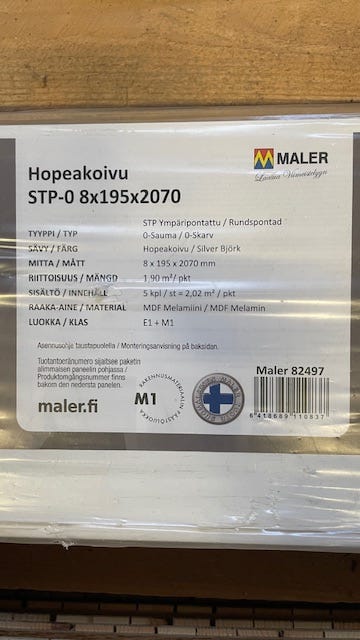 MALER
Laatua Viimeistelyyn
Hopeakoivu
STP-0 8x195x2070
STP Ympäripontattu / Rundspontad
TYYPPI / TYP 0-Sauma / 0-Skarv
SÄVY / FÄRG Hopeakoivu / Silver Björk
MITTA / MÅTT 8 x 195 x 2070 mm
RIITTOISUUS / MÄNGD 1,90 m²/ pkt
SISÄLTÖ / INNEHÅLL 5 kpl / st = 2,02 m² / pkt
RAAKA-AINE / MATERIAL MDF Melamiini / MDF Melamin
LUOKKA / KLAS E1 + M1
Asennusohje taustapuolella / Monteringsanvisning på baksidan.
Tuotantoeränumero sijaitsee paketin
alimmaisen paneelin pohjassa /
Produktomgångsnummer finns
bakom den nedersta panelen.
maler.fi
M1
RAKENNUSMATERIAALIN PÄÄSTÖLUOKKA
Maler 82497
6 418689 110837